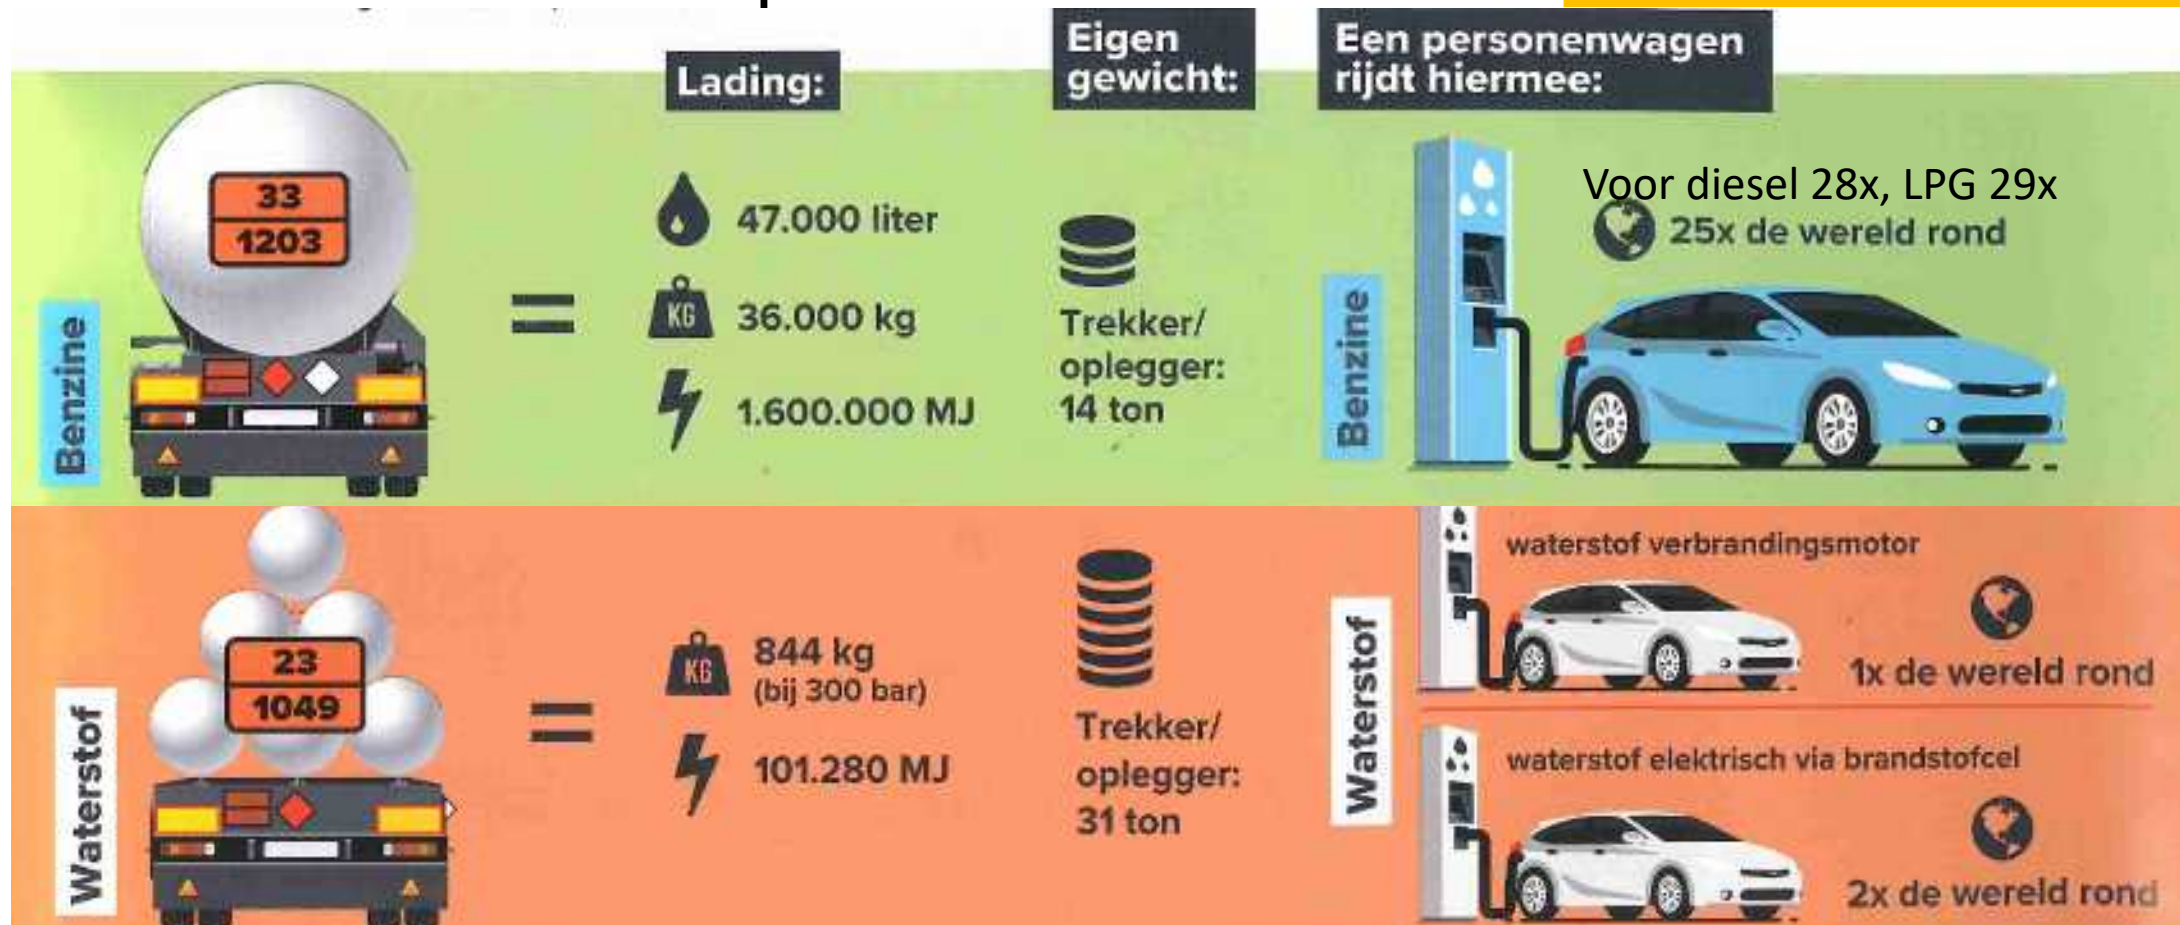 Lading:
Eigen
gewicht:
Een personenwagen
rijdt hiermee:
Benzine
33
1203
47.000 liter
KG
36.000 kg
1.600.000 MJ
Trekker/
oplegger:
14 ton
Benzine
Voor diesel 28x, LPG 29x
25x de wereld rond
Waterstof
23
1049
KG
844 kg
(bij 300 bar)
101.280 MJ
Trekker/
oplegger:
31 ton
Waterstof
waterstof verbrandingsmotor
1x de wereld rond
waterstof elektrisch via brandstofcel
2x de wereld rond